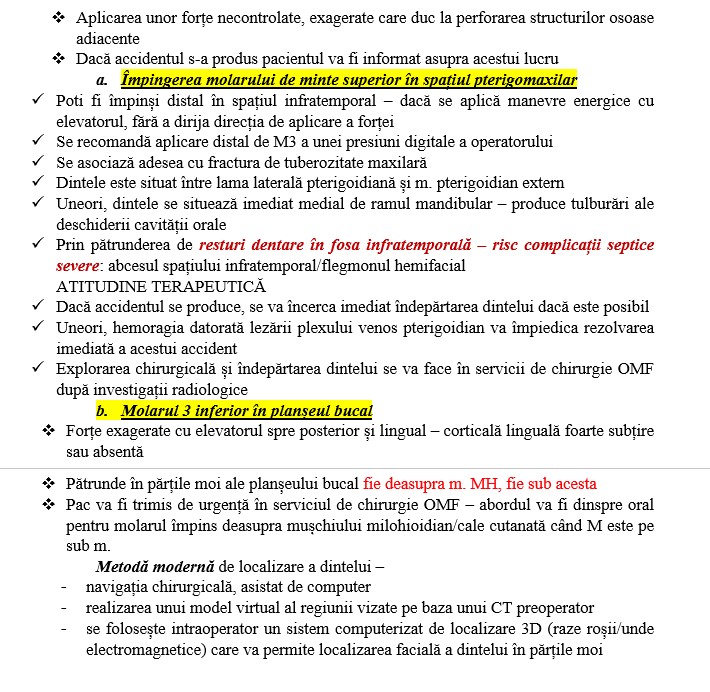 ❖ Aplicarea unor forțe necontrolate, exagerate care duc la perforarea structurilor osoase
adiacente
❖ Dacă accidentul s-a produs pacientul va fi informat asupra acestui lucru
a. Împingerea molarului de minte superior în spațiul pterigomaxilar
✓ Poti fi împinși distal în spațiul infratemporal – dacă se aplică manevre energice cu
elevatorul, fără a dirija direcția de aplicare a forței
✓ Se recomandă aplicare distal de M3 a unei presiuni digitale a operatorului
✓ Se asociază adesea cu fractura de tuberozitate maxilară
✓ Dintele este situat între lama laterală pterigoidiană și m. pterigoidian extern
✓ Uneori, dintele se situează imediat medial de ramul mandibular – produce tulburări ale
deschiderii cavității orale
✓ Prin pătrunderea de resturi dentare în fosa infratemporală – risc complicații septice
severe: abcesul spațiului infratemporal/flegmonul hemifacial
ATITUDINE TERAPEUTICĂ
✓ Dacă accidentul se produce, se va încerca imediat îndepărtarea dintelui dacă este posibil
✓ Uneori, hemoragia datorată lezării plexului venos pterigoidian va împiedica rezolvarea
imediată a acestui accident
✓ Explorarea chirurgicală și îndepărtarea dintelui se va face în servicii de chirurgie OMF
după investigații radiologice
b. Molarul 3 inferior în planșeul bucal
❖ Forțe exagerate cu elevatorul spre posterior și lingual – corticală linguală foarte subțire
sau absentă
❖ Pătrunde în părțile moi ale planșeului bucal fie deasupra m. MH, fie sub acesta
❖ Pac va fi trimis de urgență în serviciul de chirurgie OMF – abordul va fi dinspre oral
pentru molarul împins deasupra mușchiului milohioidian/cale cutanată când M este pe
sub m.
Metodă modernă de localizare a dintelui –
- navigația chirurgicală, asistat de computer
- realizarea unui model virtual al regiunii vizate pe baza unui CT preoperator
- se folosește intraoperator un sistem computerizat de localizare 3D (raze roșii/unde
electromagnetice) care va permite localizarea facială a dintelui în părțile moi